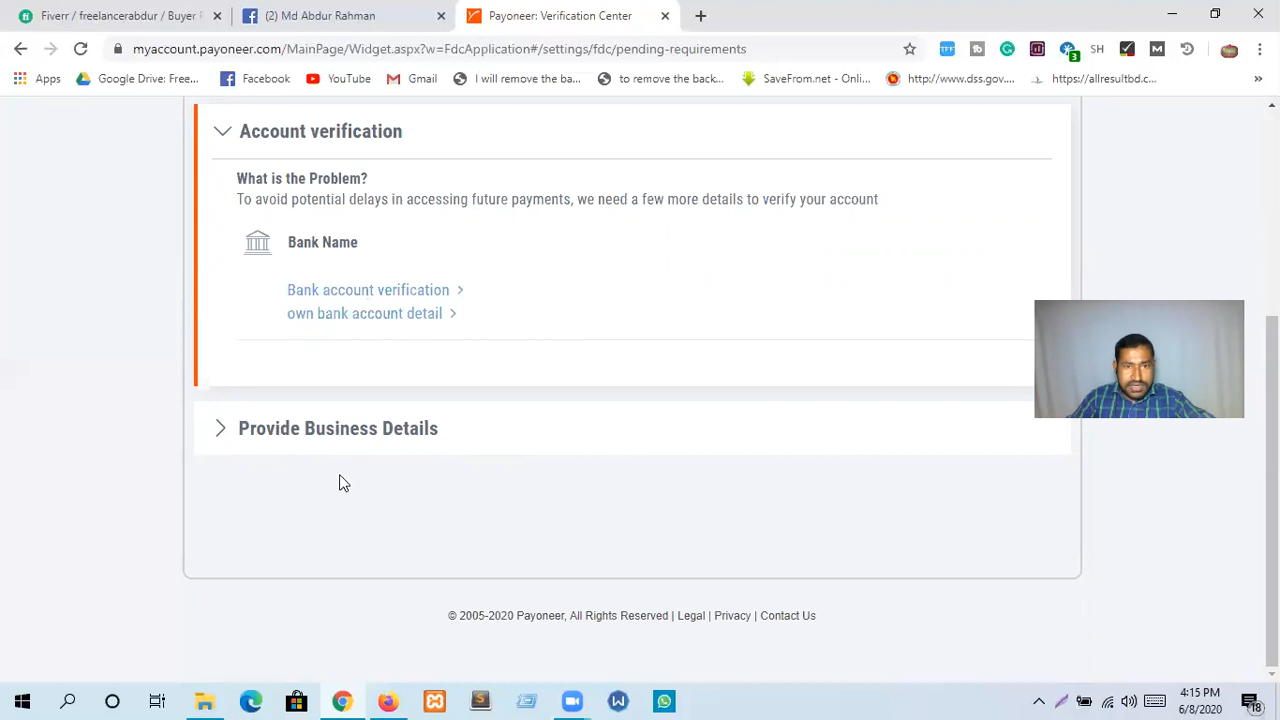 Fiverr / freelancerabdur / Buyer
(2) Md Abdur Rahman
Payoneer: Verification Center
myaccount.payoneer.com/MainPage/Widget.aspx?w=FdcApplication#/settings/fdc/pending-requirements
TFF
SH
M
3
Apps
Google Drive: Free...
Facebook
YouTube
Gmail
I will remove the ba...
to remove the back...
SaveFrom.net - Onli...
http://www.dss.gov....
https://allresultbd.c...
»
Account verification
What is the Problem?
To avoid potential delays in accessing future payments, we need a few more details to verify your account
Bank Name
Bank account verification >
own bank account detail >
Provide Business Details
© 2005-2020 Payoneer, All Rights Reserved | Legal | Privacy | Contact Us
4:15 PM
6/8/2020
18